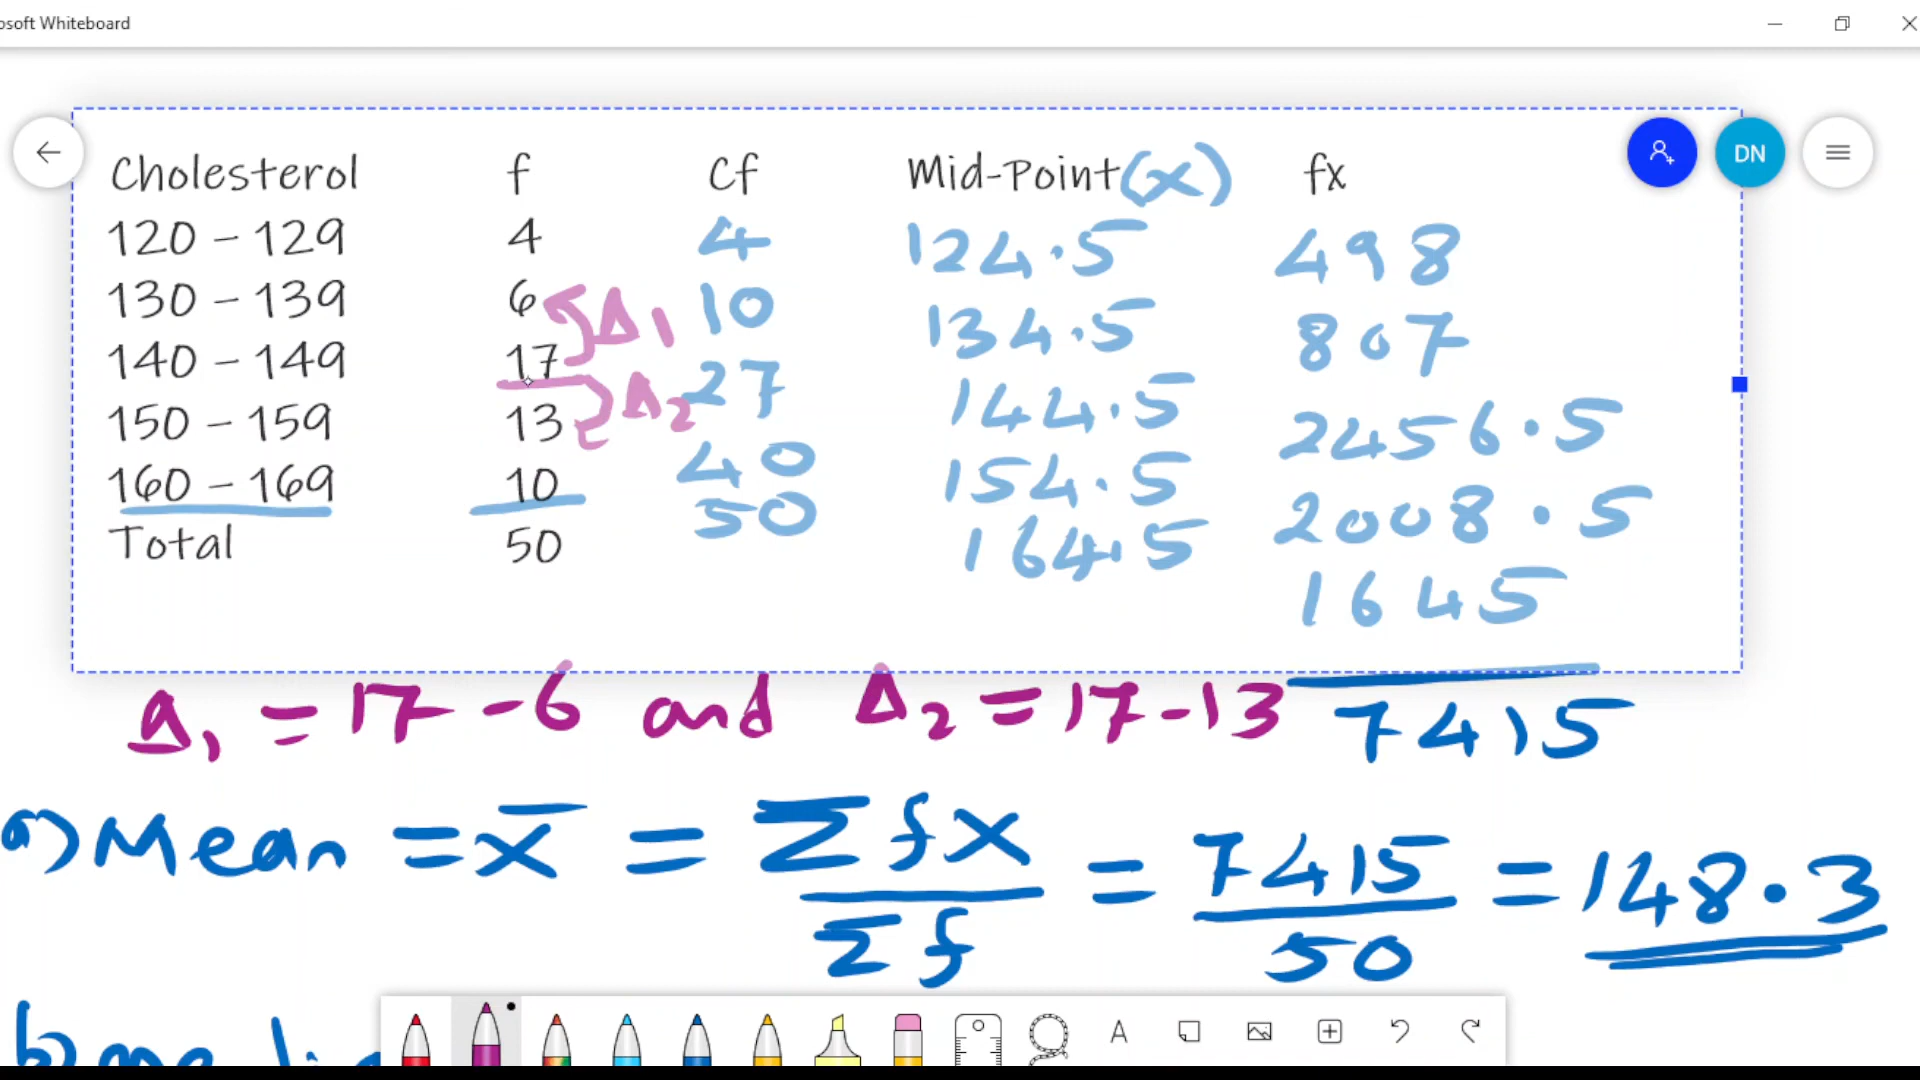 osoft Whiteboard
DN
Cholesterol f Cf Mid-Point (x) fx
120 – 129 4 4 124.5 498
130 – 139 6 Δ1 10 134.5 807
140 – 149 17 27 144.5 2456.5
150 – 159 13 Δ2 40 154.5 2008.5
160 – 169 10 50 164.5 1645
Total 50
Δ1 = 17 - 6 and Δ2 = 17 - 13 7415
a) Mean = x̄ = Σfx / Σf = 7415 / 50 = 148.3
b)
A